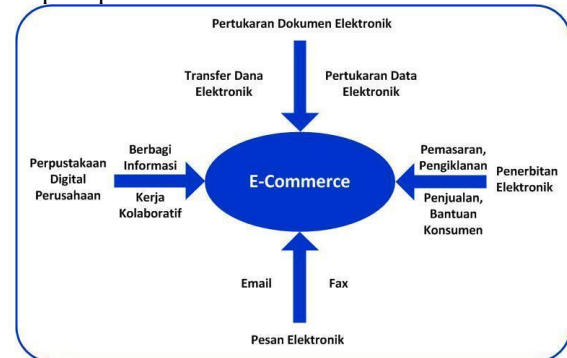 Pertukaran Dokumen Elektronik
Transfer Dana
Elektronik
Pertukaran Data
Elektronik
Perpustakaan
Digital
Perusahaan
Berbagi
Informasi
Kerja
Kolaboratif
E-Commerce
Pemasaran,
Pengiklanan
Penjualan,
Bantuan
Konsumen
Penerbitan
Elektronik
Email
Fax
Pesan Elektronik